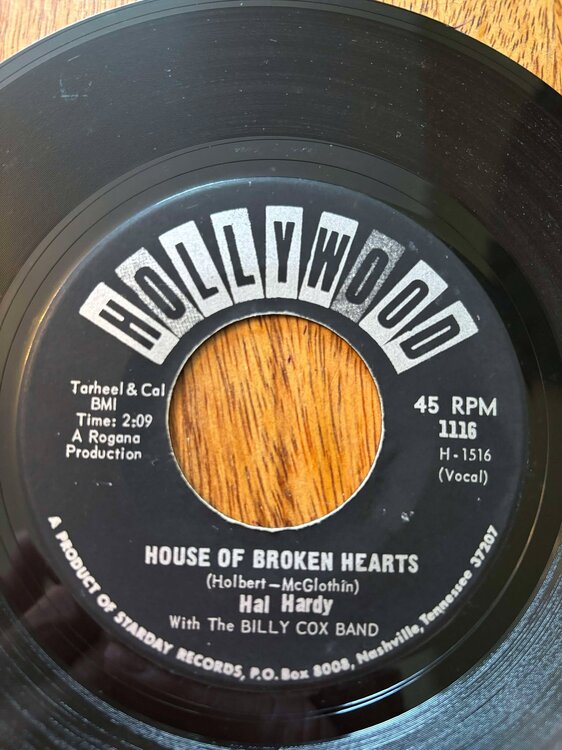 HOLLYWOOD
Tarheel & Cal
BMI
Time: 2:09
A Rogana
Production
45 RPM
1116
H-1516
(Vocal)
HOUSE OF BROKEN HEARTS
(Holbert—McGlothin)
Hal Hardy
With The BILLY COX BAND
A PRODUCT OF STARDAY RECORDS, P.O. Box 8008, Nashville, Tennessee 37207